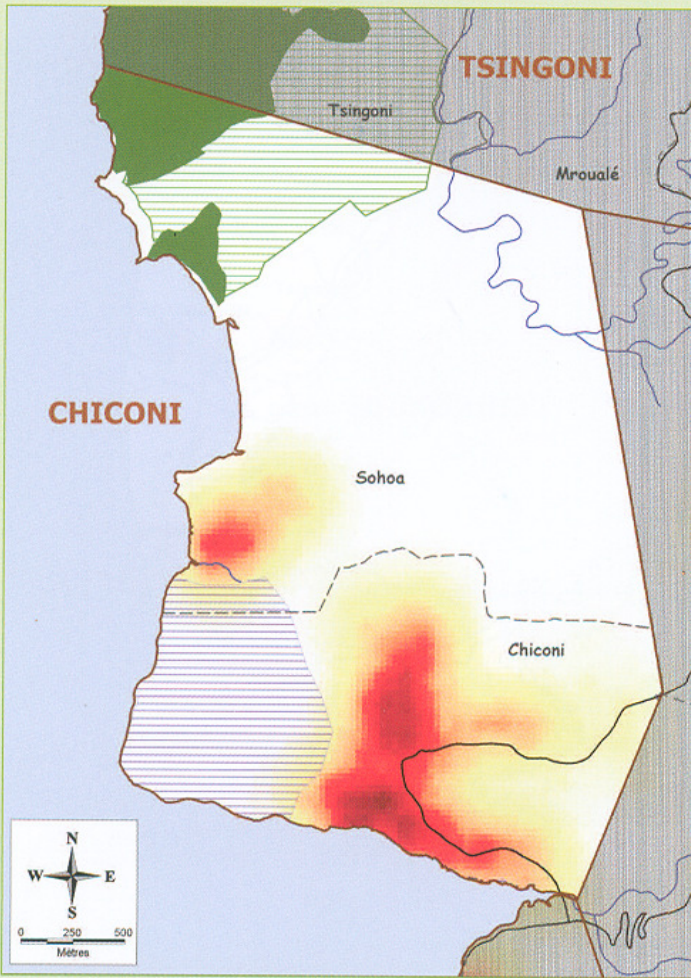 TSINGONI
Tsingoni
Mroualé
CHICONI
Sohoa
Chiconi
N
W E
S
0 250 500
Mètres